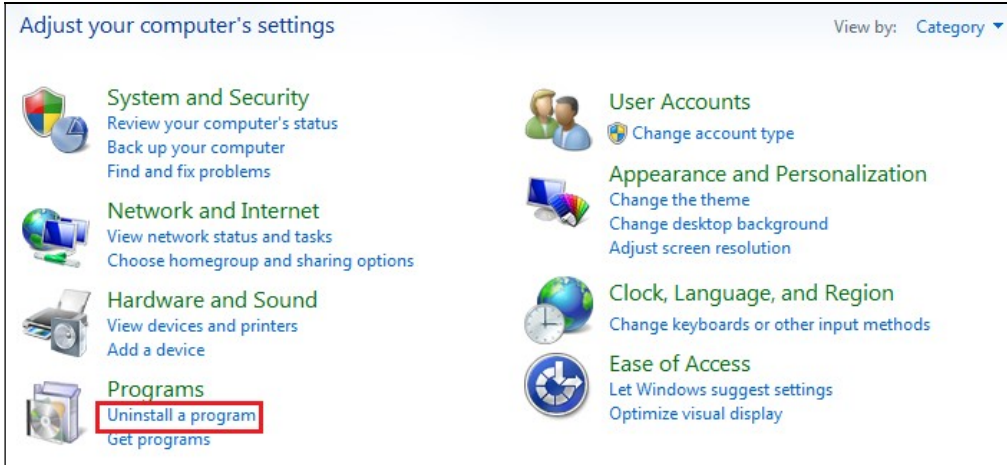 Adjust your computer's settings
View by: Category
System and Security
Review your computer's status
Back up your computer
Find and fix problems
Network and Internet
View network status and tasks
Choose homegroup and sharing options
Hardware and Sound
View devices and printers
Add a device
Programs
Uninstall a program
Get programs
User Accounts
Change account type
Appearance and Personalization
Change the theme
Change desktop background
Adjust screen resolution
Clock, Language, and Region
Change keyboards or other input methods
Ease of Access
Let Windows suggest settings
Optimize visual display